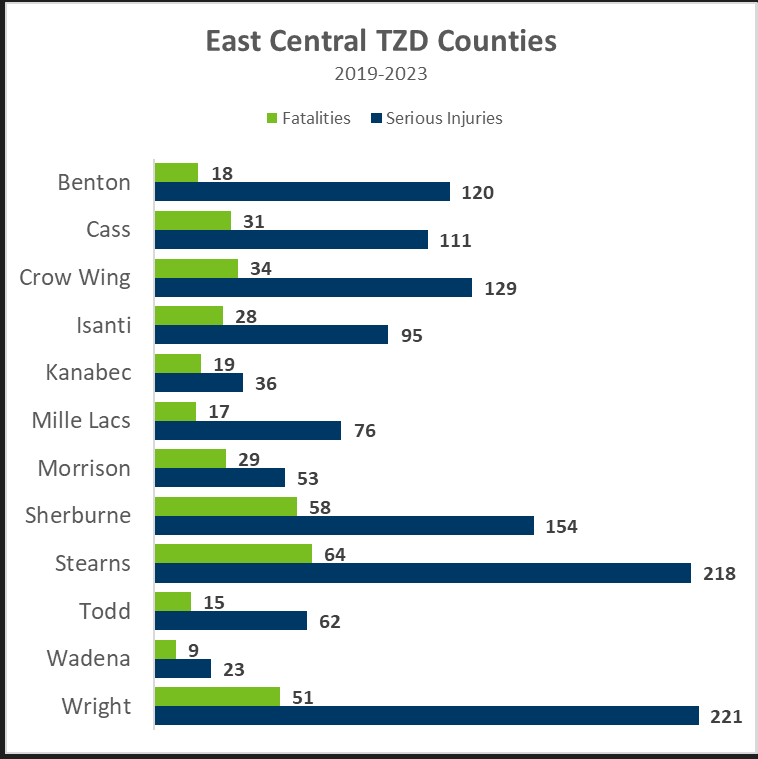 East Central TZD Counties
2019-2023
Fatalities Serious Injuries
Benton 18 120
Cass 31 111
Crow Wing 34 129
Isanti 28 95
Kanabec 19 36
Mille Lacs 17 76
Morrison 29 53
Sherburne 58 154
Stearns 64 218
Todd 15 62
Wadena 9 23
Wright 51 221